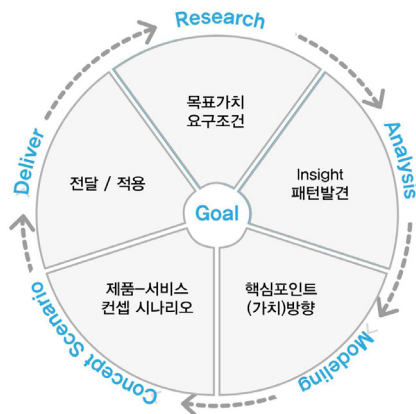 Research
목표가치
요구조건
Analysis
Insight
패턴발견
Modeling
핵심포인트
(가치)방향
Concept Scenario
제품-서비스
컨셉 시나리오
Deliver
전달 / 적용
Goal